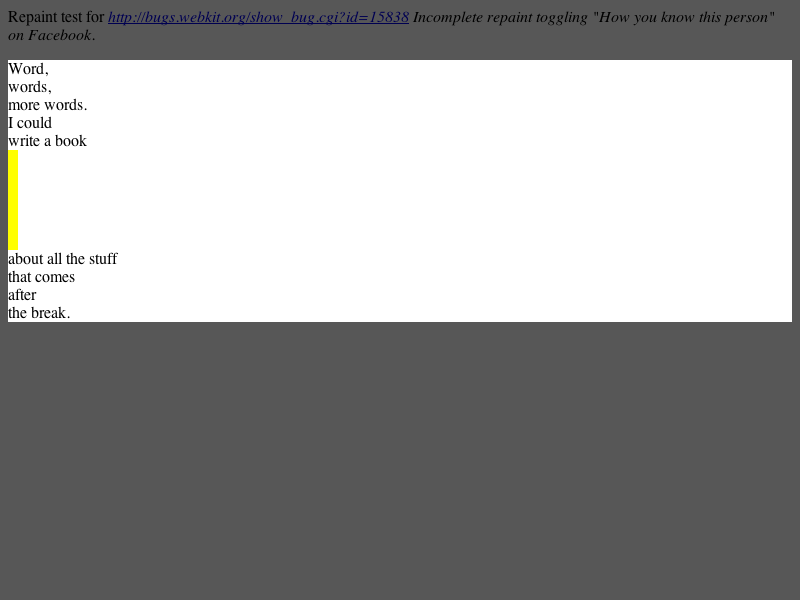 Repaint test for http://bugs.webkit.org/show_bug.cgi?id=15838 Incomplete repaint toggling "How you know this person"
on Facebook.
Word,
words,
more words.
I could
write a book
about all the stuff
that comes
after
the break.